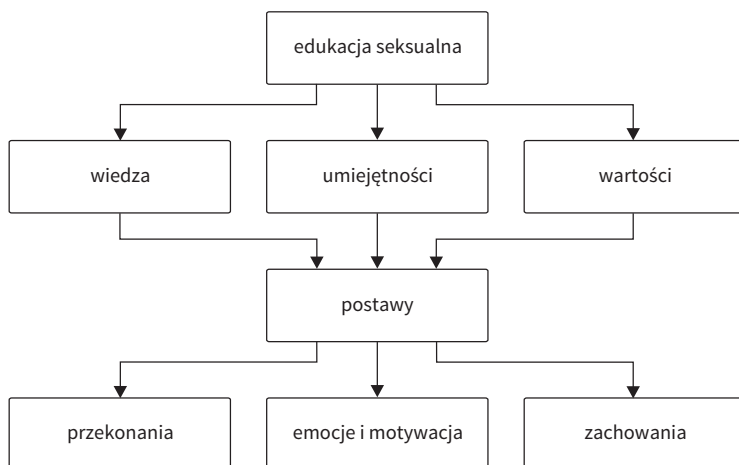 edukacja seksualna
wiedza
umiejętności
wartości
postawy
przekonania
emocje i motywacja
zachowania